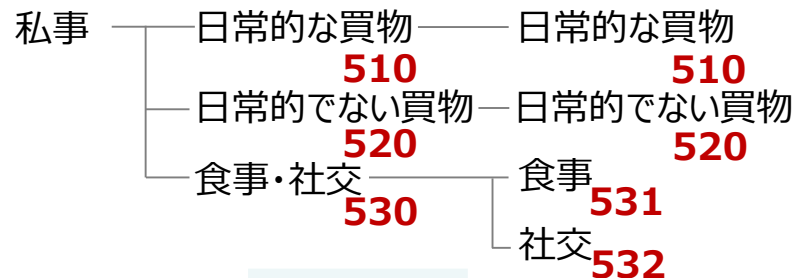 私事 日常的な買物 日常的な買物
510 510
日常的でない買物 日常的でない買物
520 520
食事・社交 食事
530 531
社交
532